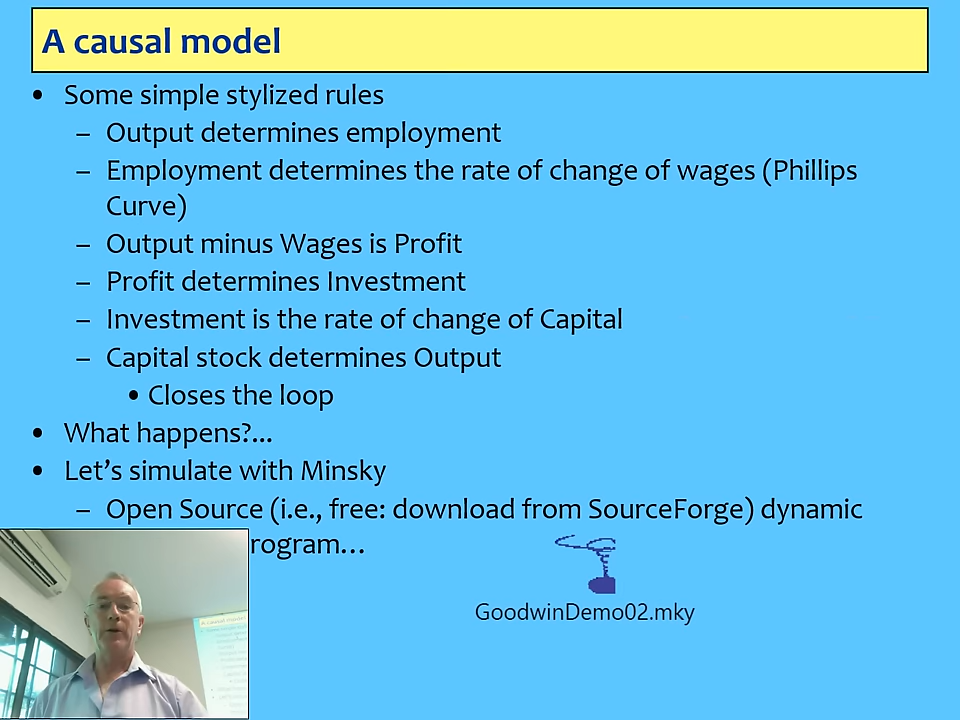 A causal model
• Some simple stylized rules
– Output determines employment
– Employment determines the rate of change of wages (Phillips
Curve)
– Output minus Wages is Profit
– Profit determines Investment
– Investment is the rate of change of Capital
– Capital stock determines Output
• Closes the loop
• What happens?...
• Let’s simulate with Minsky
– Open Source (i.e., free: download from SourceForge) dynamic
rogram…
GoodwinDemo02.mky